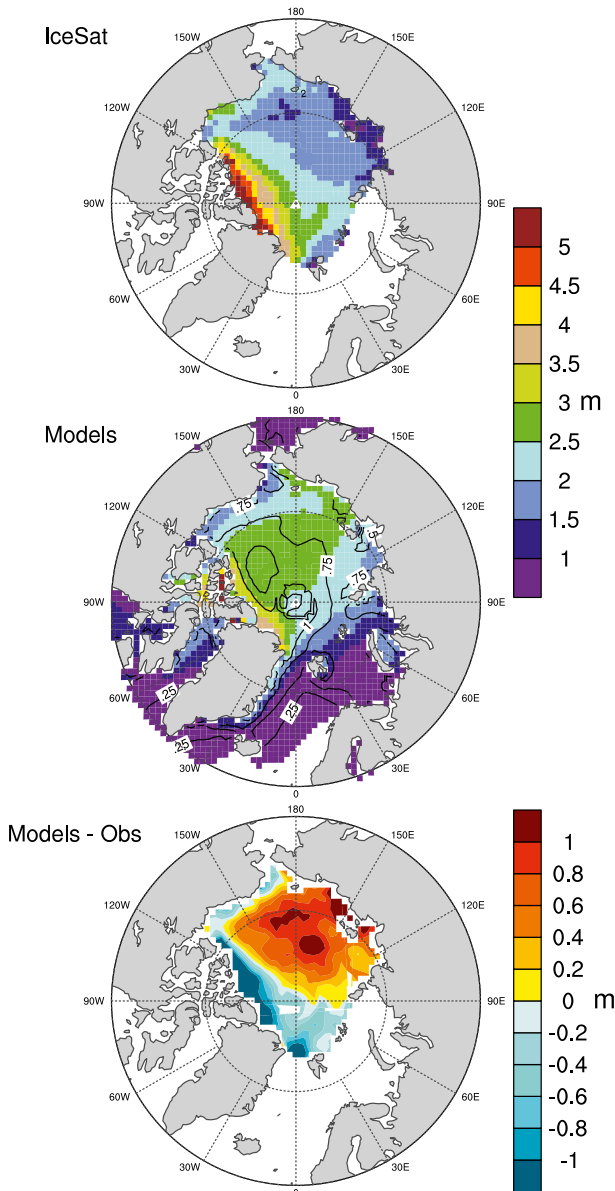 IceSat
180
150W
150E
120W
120E
2
90W
90E
60W
60E
30W
30E
0
5
4.5
4
3.5
3 m
2.5
2
1.5
1
Models
180
150W
150E
.75
120W
120E
.5
.75
.75
90W
90E
1
60W
60E
.25
.25
.25
30W
30E
0
Models - Obs
180
150W
150E
120W
120E
90W
90E
60W
60E
30W
30E
0
1
0.8
0.6
0.4
0.2
0 m
-0.2
-0.4
-0.6
-0.8
-1